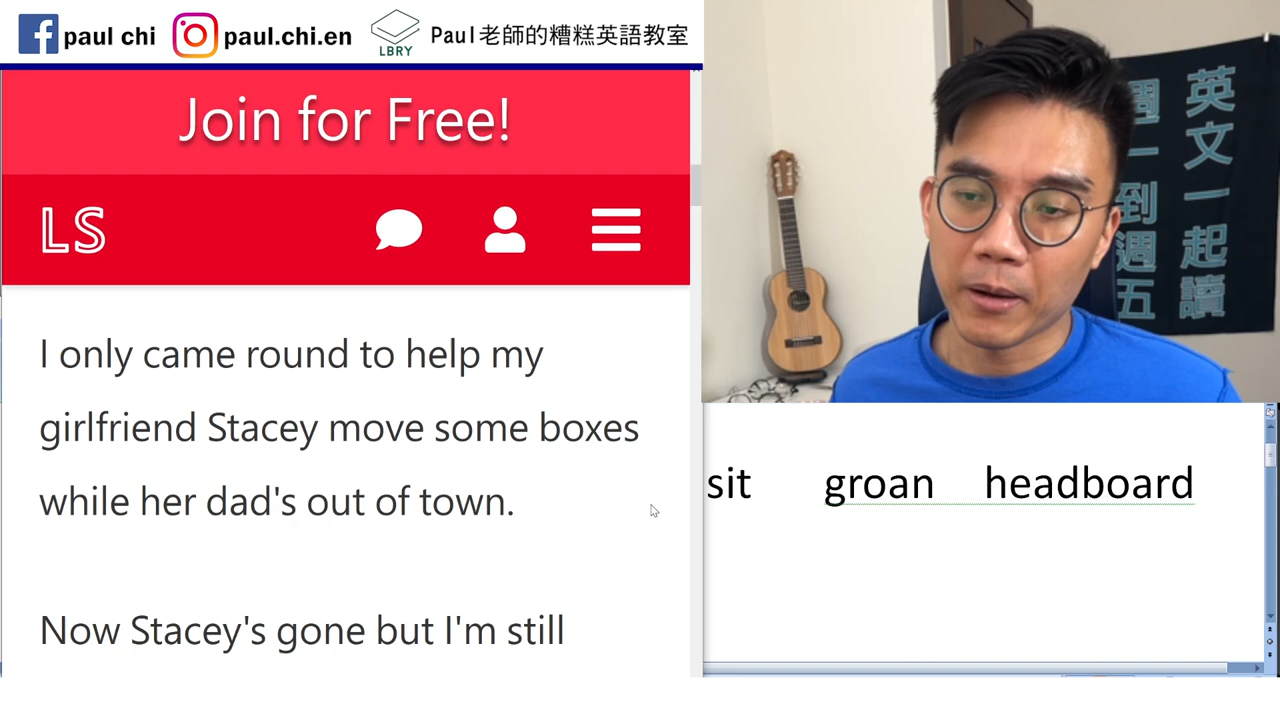 paul chi
paul.chi.en
LBRY
Paul老師的糟糕英語教室
Join for Free!
LS
I only came round to help my
girlfriend Stacey move some boxes
while her dad's out of town.
Now Stacey's gone but I'm still
英文一起讀
週一到週五
sit groan headboard